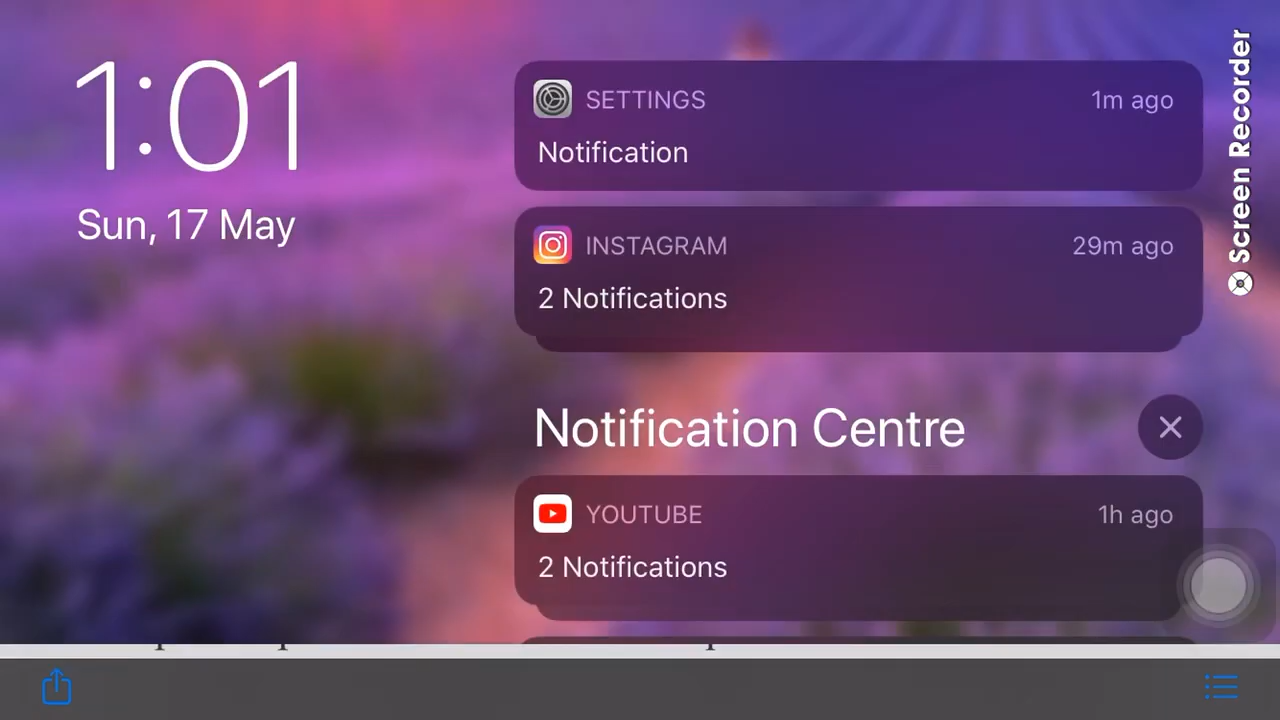 1:01
Sun, 17 May
SETTINGS
1m ago
Notification
INSTAGRAM
29m ago
2 Notifications
Notification Centre
YOUTUBE
1h ago
2 Notifications
Screen Recorder